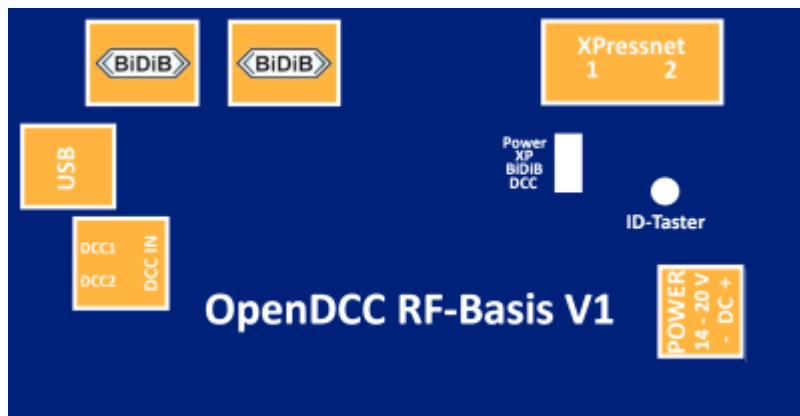 BiDiB
BiDiB
XPressnet
1 2
USB
Power
XP
BiDiB
DCC
ID-Taster
DCC1
DCC2
DCC IN
OpenDCC RF-Basis V1
POWER
14 - 20 V
- DC +